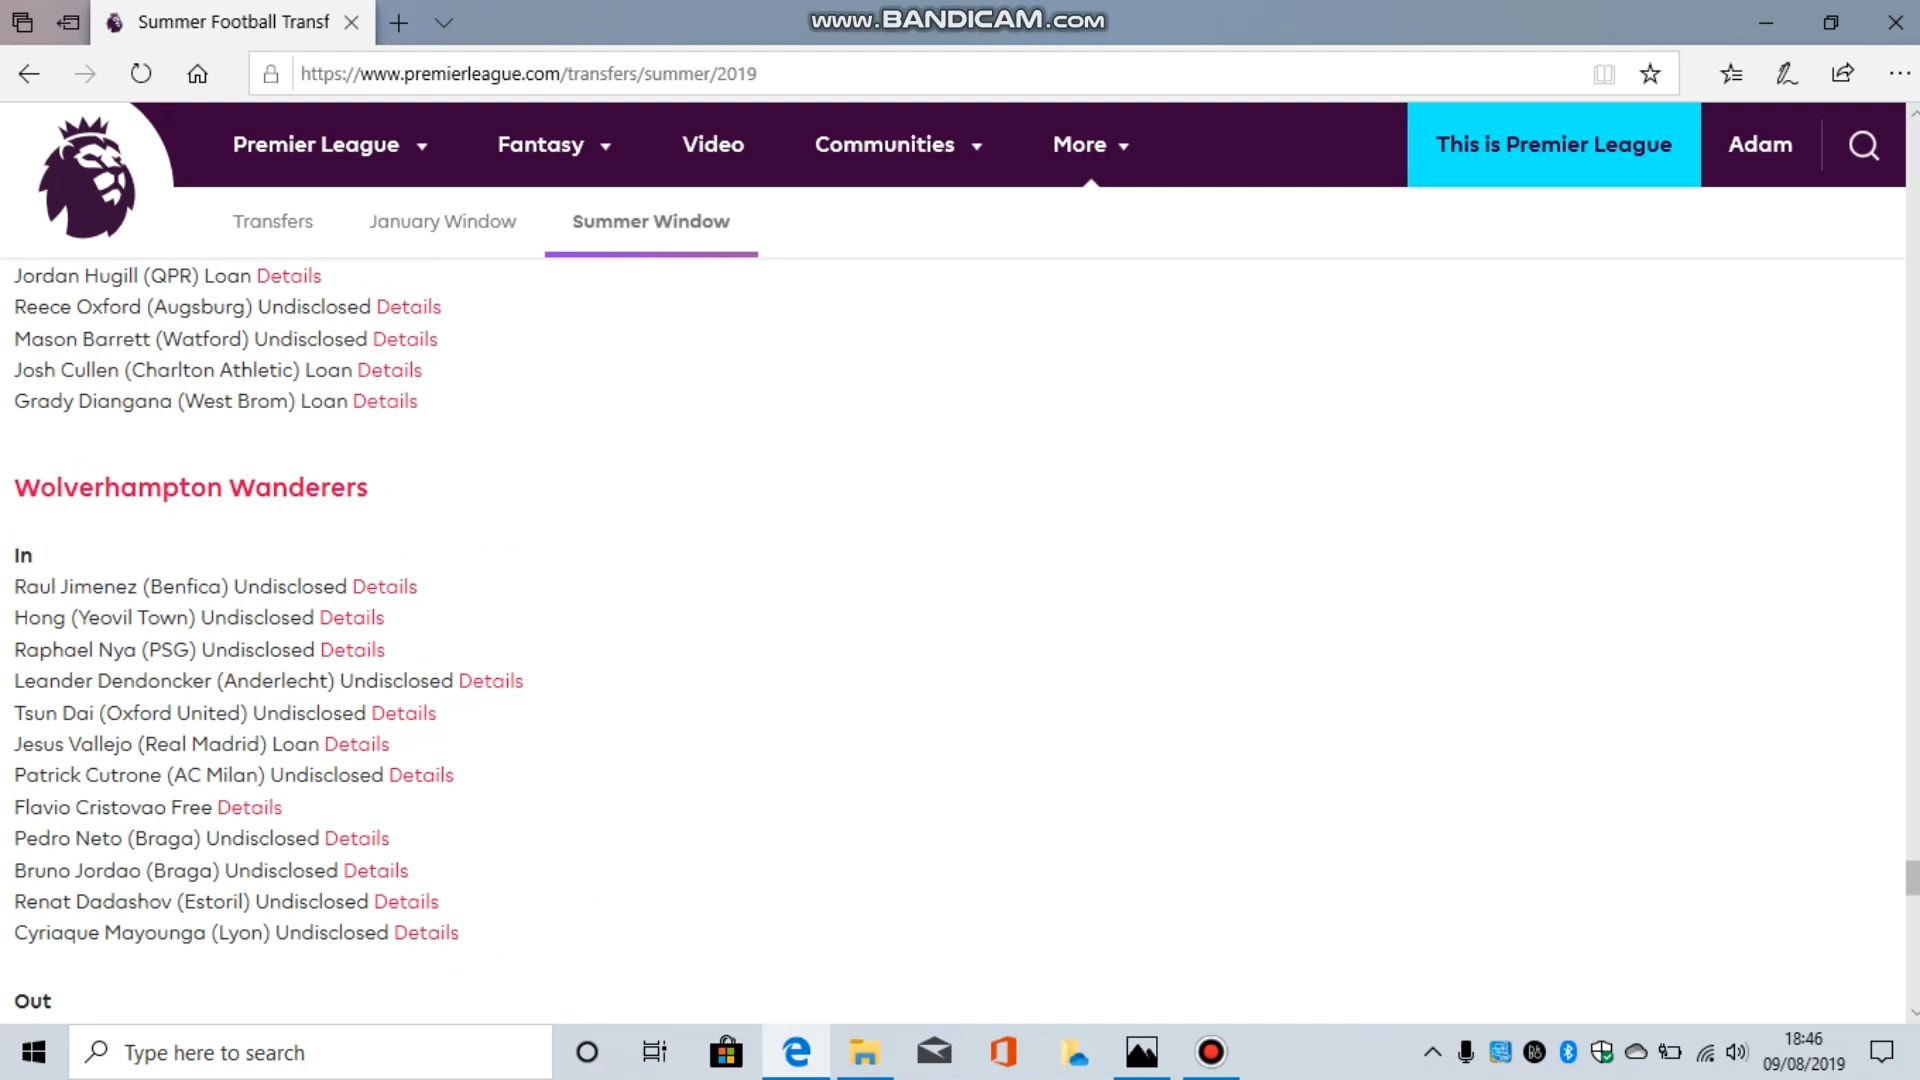 Summer Football Transf
www.BANDICAM.com
https://www.premierleague.com/transfers/summer/2019
Premier League
Fantasy
Video
Communities
More
This is Premier League
Adam
Transfers
January Window
Summer Window
Jordan Hugill (QPR) Loan Details
Reece Oxford (Augsburg) Undisclosed Details
Mason Barrett (Watford) Undisclosed Details
Josh Cullen (Charlton Athletic) Loan Details
Grady Diangana (West Brom) Loan Details
Wolverhampton Wanderers
In
Raul Jimenez (Benfica) Undisclosed Details
Hong (Yeovil Town) Undisclosed Details
Raphael Nya (PSG) Undisclosed Details
Leander Dendoncker (Anderlecht) Undisclosed Details
Tsun Dai (Oxford United) Undisclosed Details
Jesus Vallejo (Real Madrid) Loan Details
Patrick Cutrone (AC Milan) Undisclosed Details
Flavio Cristovao Free Details
Pedro Neto (Braga) Undisclosed Details
Bruno Jordao (Braga) Undisclosed Details
Renat Dadashov (Estoril) Undisclosed Details
Cyriaque Mayounga (Lyon) Undisclosed Details
Out
Type here to search
18:46
09/08/2019